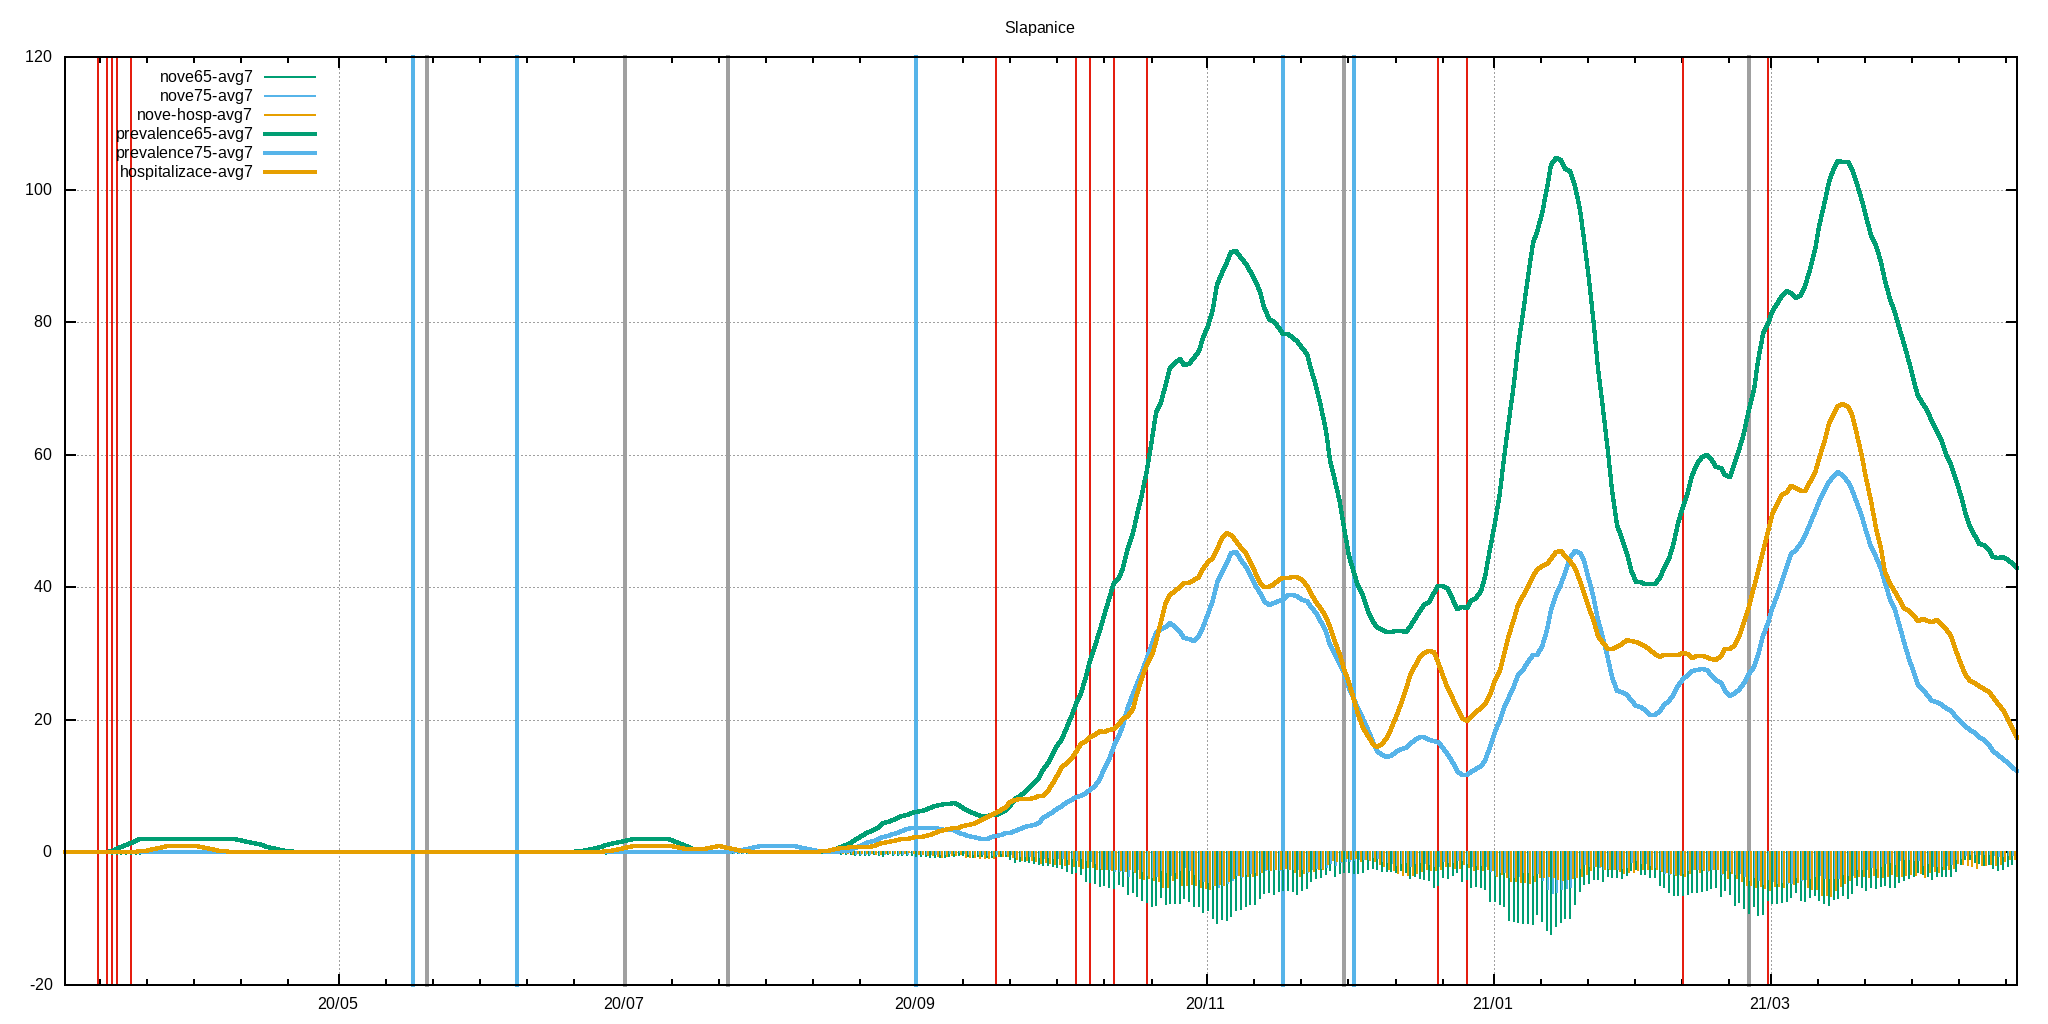 Slapanice
120
nove65-avg7
nove75-avg7
nove-hosp-avg7
prevalence65-avg7
prevalence75-avg7
hospitalizace-avg7
100
80
60
40
20
0
-20
20/05 20/07 20/09 20/11 21/01 21/03